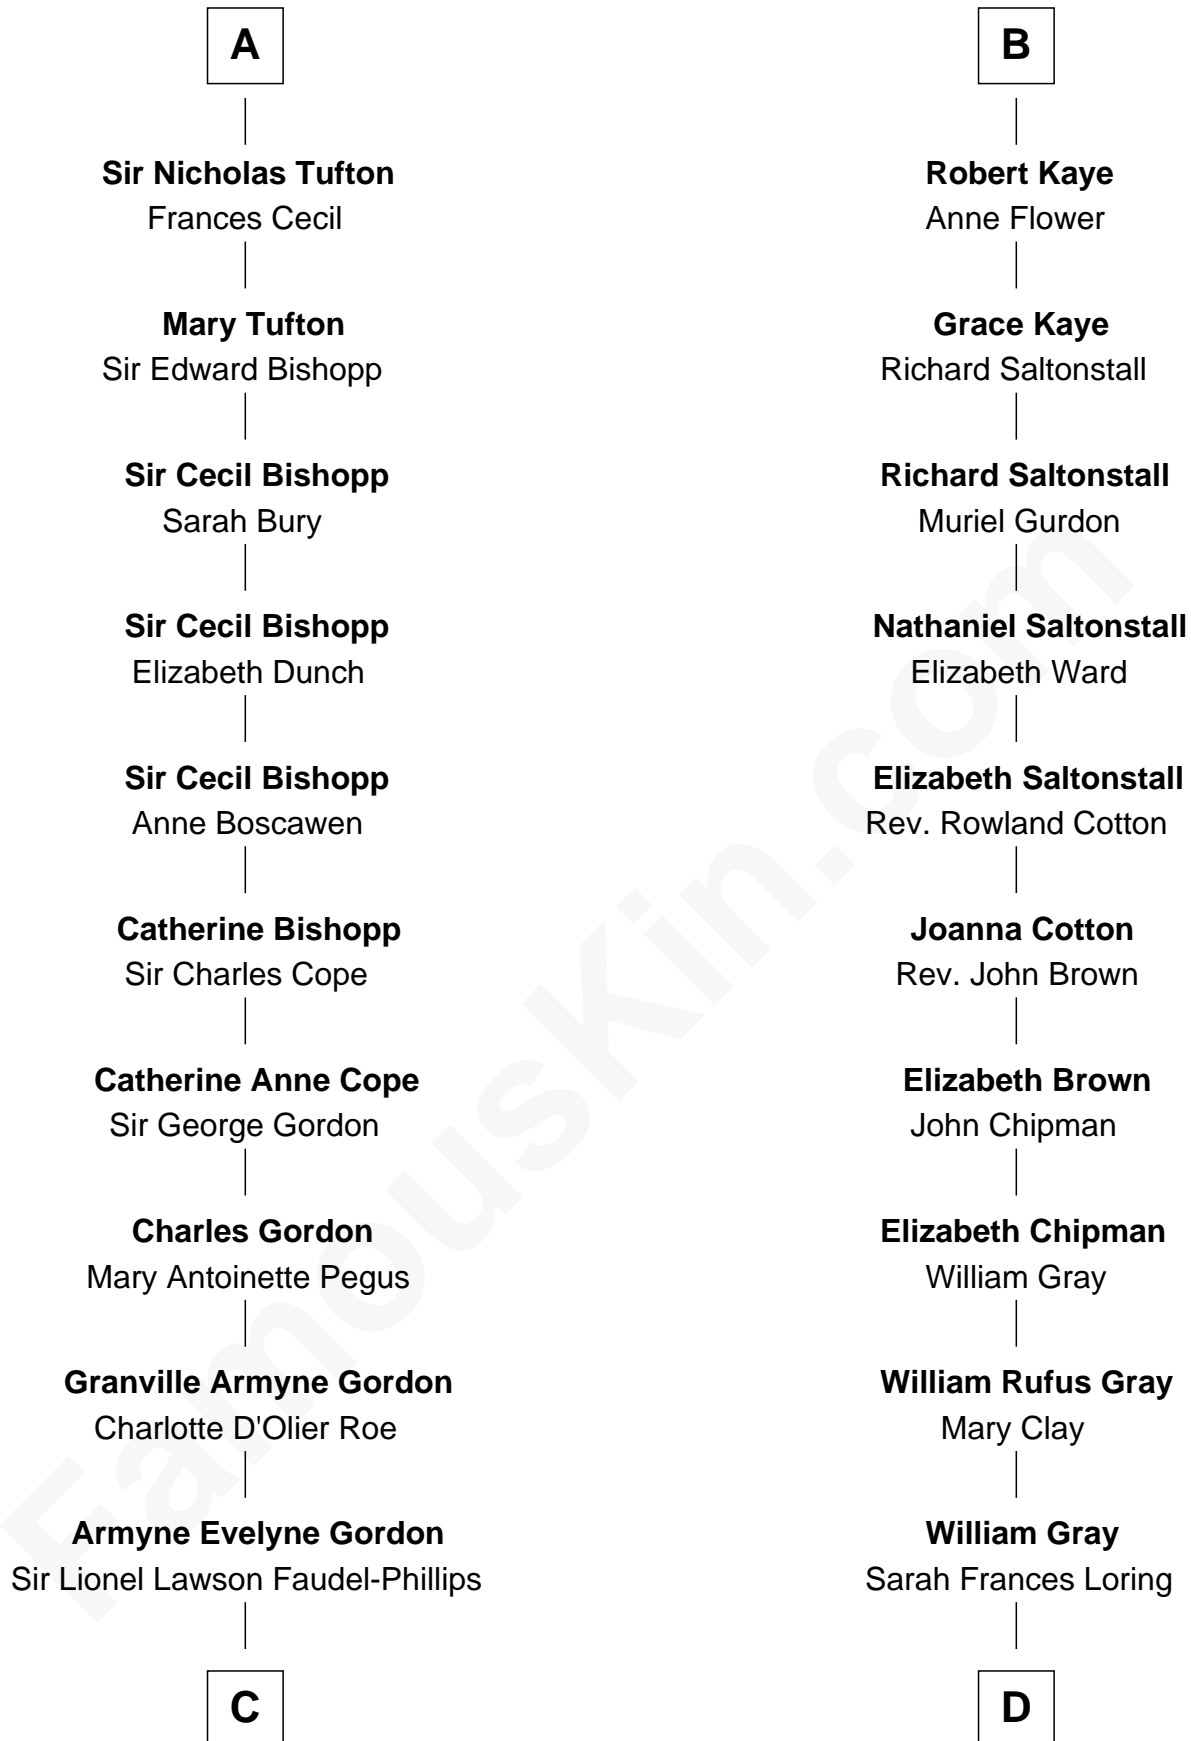 A
Sir Nicholas Tufton
Frances Cecil
Mary Tufton
Sir Edward Bishopp
Sir Cecil Bishopp
Sarah Bury
Sir Cecil Bishopp
Elizabeth Dunch
Sir Cecil Bishopp
Anne Boscawen
Catherine Bishopp
Sir Charles Cope
Catherine Anne Cope
Sir George Gordon
Charles Gordon
Mary Antoinette Pegus
Granville Armyne Gordon
Charlotte D'Olier Roe
Armyne Evelyne Gordon
Sir Lionel Lawson Faudel-Phillips
C
B
Robert Kaye
Anne Flower
Grace Kaye
Richard Saltonstall
Richard Saltonstall
Muriel Gurdon
Nathaniel Saltonstall
Elizabeth Ward
Elizabeth Saltonstall
Rev. Rowland Cotton
Joanna Cotton
Rev. John Brown
Elizabeth Brown
John Chipman
Elizabeth Chipman
William Gray
William Rufus Gray
Mary Clay
William Gray
Sarah Frances Loring
D
FamousKin.com